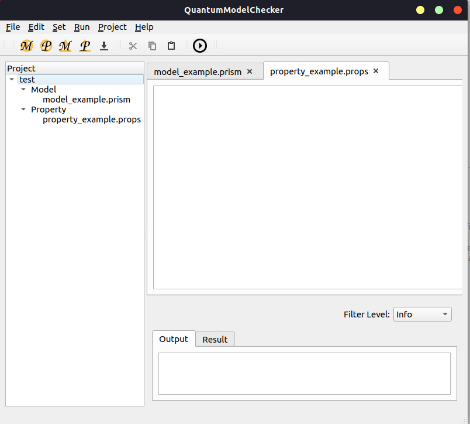 QuantumModelChecker
File Edit Set Run Project Help
M P M P
Project
test
Model
model_example.prism
Property
property_example.props
model_example.prism
property_example.props
Filter Level: Info
Output Result